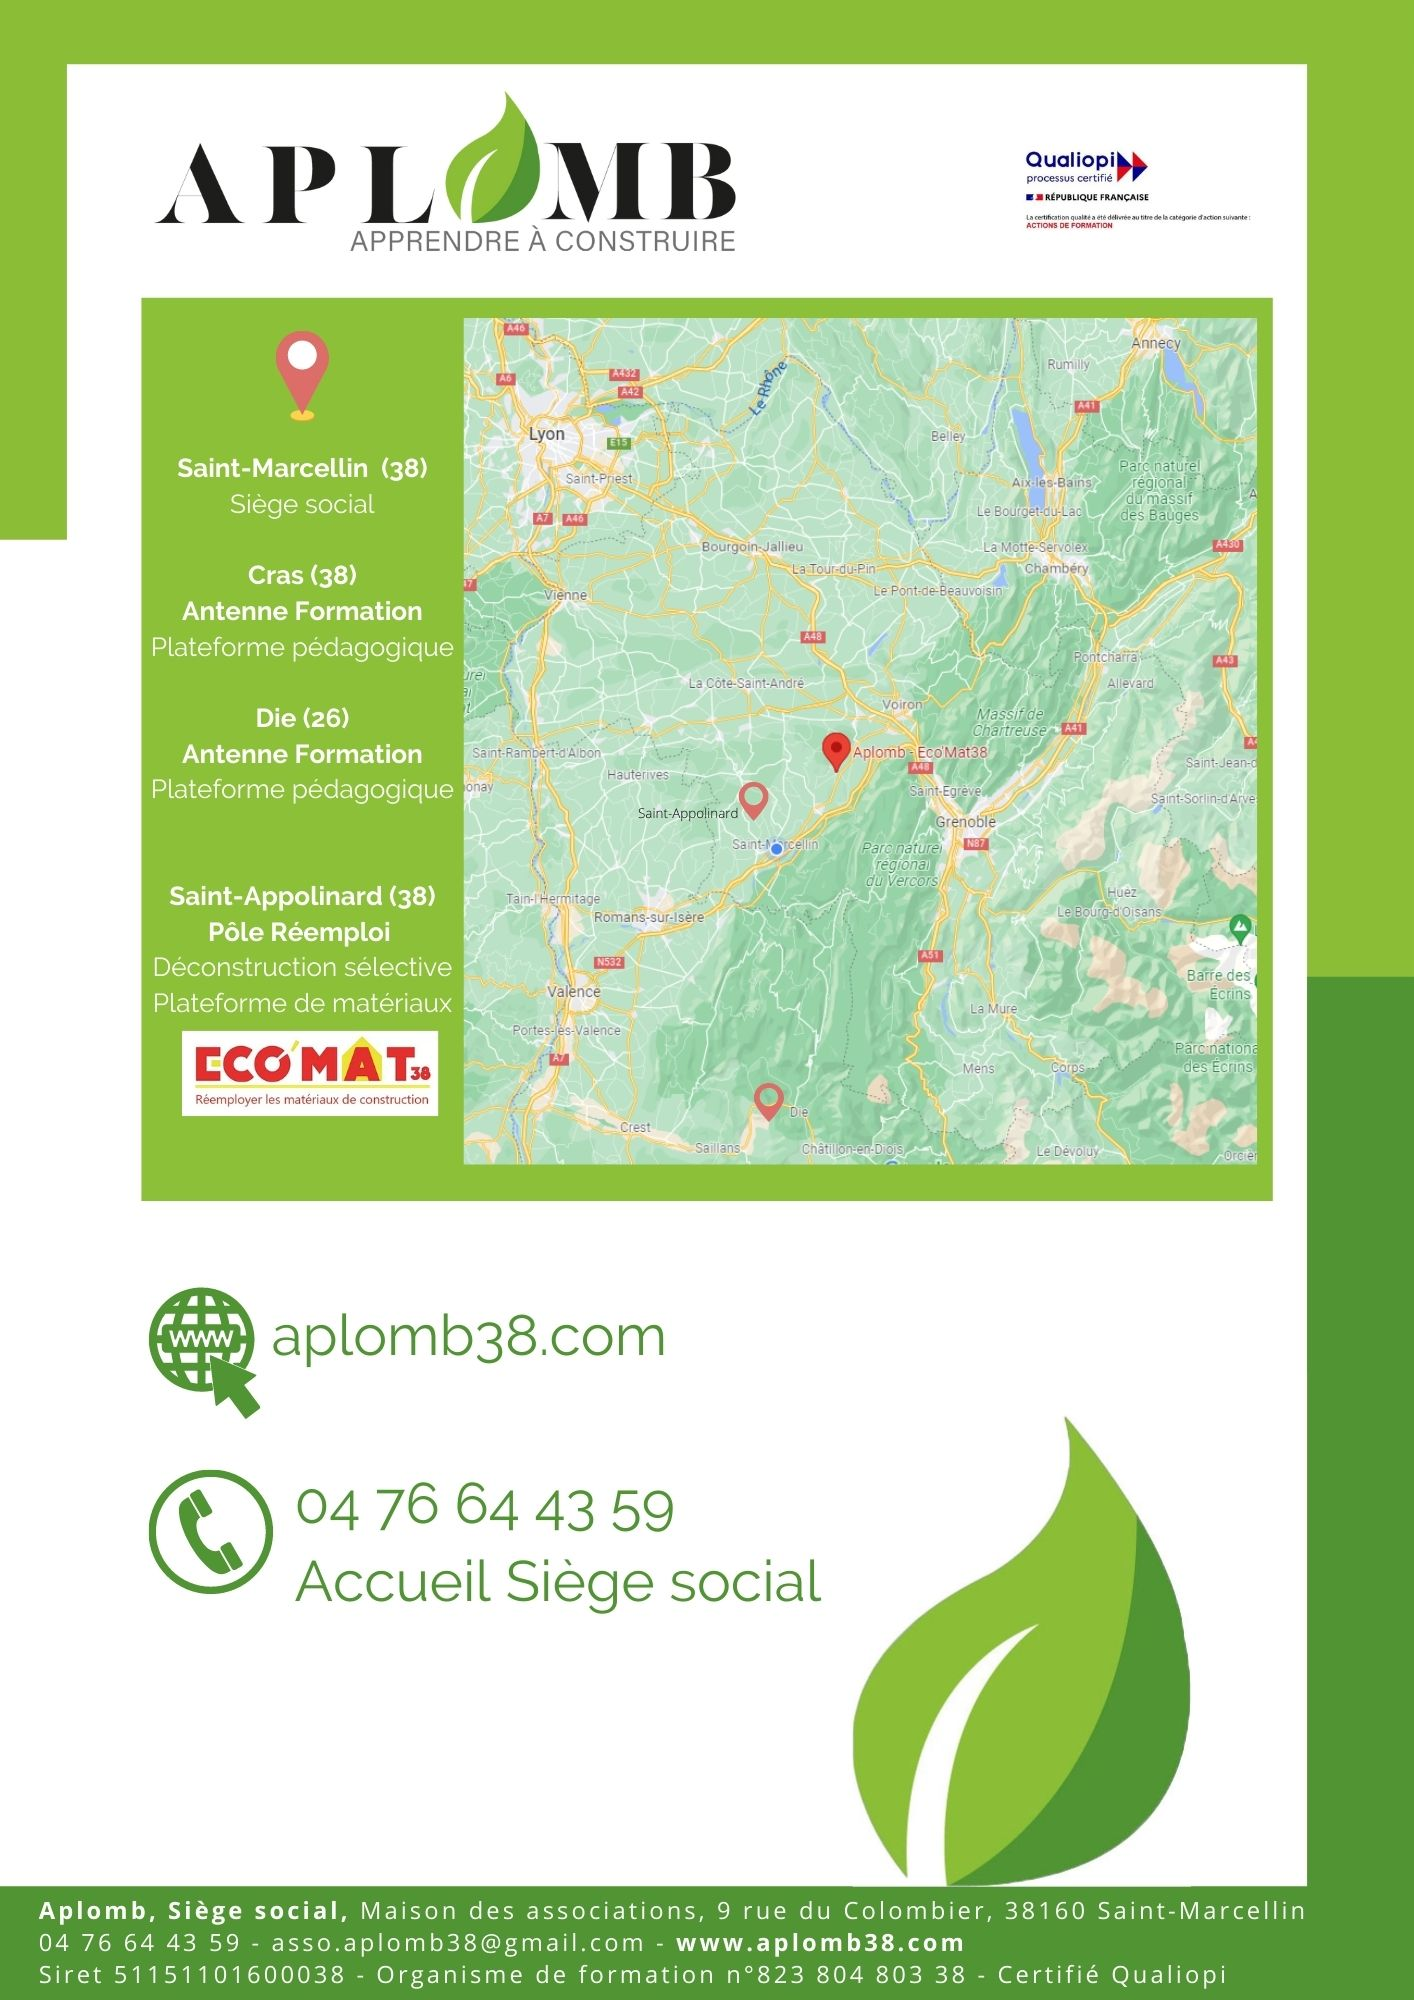 APLOMB
APPRENDRE À CONSTRUIRE
Qualiopi
processus certifié
RÉPUBLIQUE FRANÇAISE
La certification qualité a été délivrée au titre de la catégorie d'action suivante :
ACTIONS DE FORMATION
Saint-Marcellin (38)
Siège social
Cras (38)
Antenne Formation
Plateforme pédagogique
Die (26)
Antenne Formation
Plateforme pédagogique
Saint-Appolinard (38)
Pôle Réemploi
Déconstruction sélective
Plateforme de matériaux
ECO'MAT38
Réemployer les matériaux de construction
A46
Annecy
Rumilly
A6
A432
A42
Le Rhône
A41
Lyon
E15
Belley
Saint-Priest
Parc naturel
régional
du massif
des Bauges
Aix-les-Bains
Le Bourget-du-Lac
A7
A46
Bourgoin-Jallieu
La Motte-Servolex
A430
La Tour-du-Pin
Chambéry
Vienne
Le Pont-de-Beauvoisin
A48
Pontcharra
A43
La Côte-Saint-André
Allevard
Voiron
Massif de
Chartreuse
A41
Saint-Rambert-d'Albon
Aplomb - Eco'Mat38
A48
Saint-Jean-d
Hauterives
Saint-Egrève
Saint-Sorlin-d'Arve
Saint-Appolinard
Grenoble
Saint-Marcellin
N87
Parc naturel
régional
du Vercors
Tain-l'Hermitage
Huez
Romans-sur-Isère
Le Bourg-d'Oisans
N532
A51
Barre des
Écrins
Valence
La Mure
Portes-lès-Valence
A7
Mens
Corps
Parc nationa
des Écrins
Die
Crest
Saillans
Châtillon-en-Diois
Le Dévoluy
Orcièr
www
aplomb38.com
04 76 64 43 59
Accueil Siège social
Aplomb, Siège social, Maison des associations, 9 rue du Colombier, 38160 Saint-Marcellin
04 76 64 43 59 - asso.aplomb38@gmail.com - www.aplomb38.com
Siret 51151101600038 - Organisme de formation n°823 804 803 38 - Certifié Qualiopi